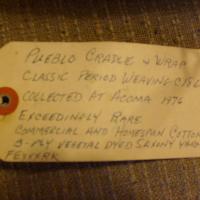 PUEBLO CRADLE WRAP
CLASSIC PERIOD WEAVING
COLLECTED AT ACOMA 1976
EXCEEDINGLY RARE
COMMERCIAL AND HOMESPUN COTTON
3-PLY VEGETAL DYED SAXONY YARN